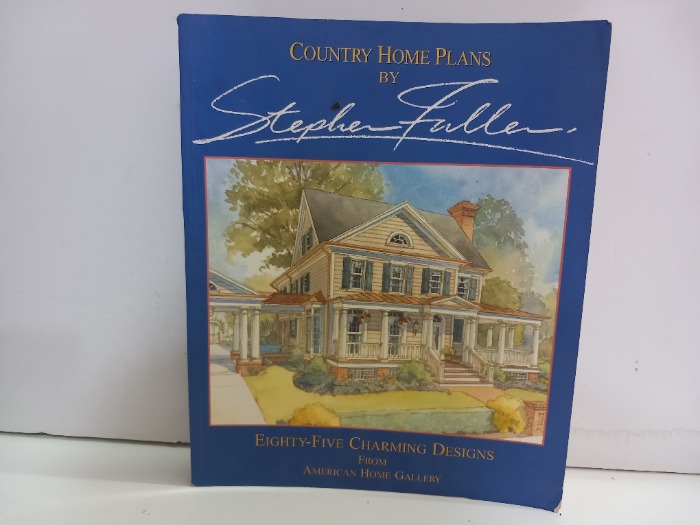 COUNTRY HOME PLANS
BY
Stephen Fuller
EIGHTY-FIVE CHARMING DESIGNS
FROM
AMERICAN HOME GALLERY